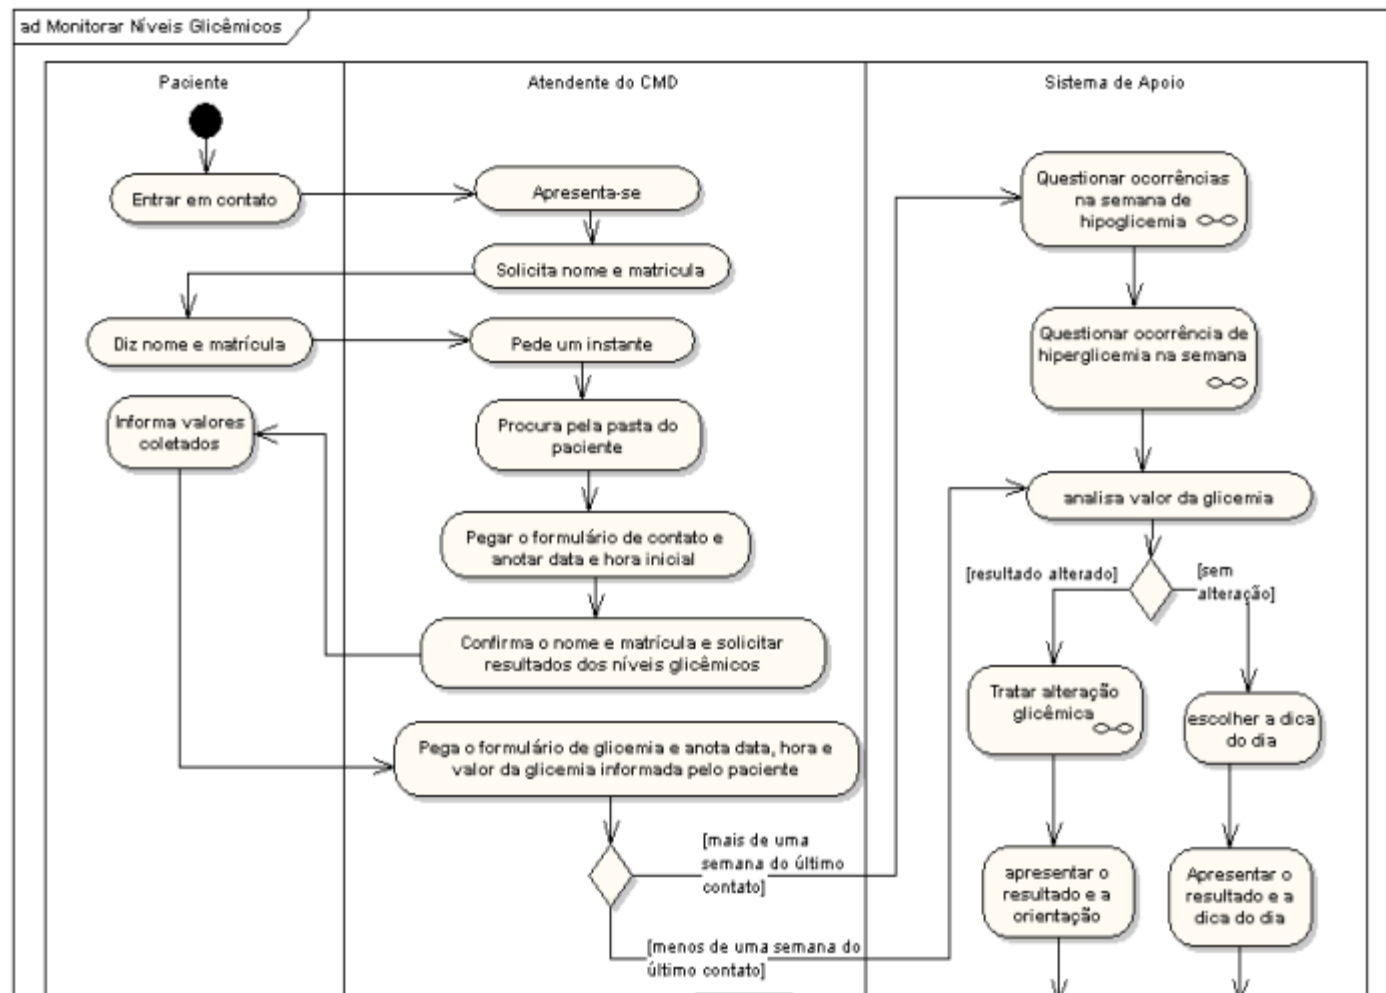 ad Monitorar Níveis Glicêmicos
Paciente
Atendente do CMD
Sistema de Apoio
Entrar em contato
Apresenta-se
Solicita nome e matricula
Diz nome e matrícula
Pede um instante
Informa valores
coletados
Procura pela pasta do
paciente
Pegar o formulário de contato e
anotar data e hora inicial
Confirma o nome e matrícula e solicitar
resultados dos níveis glicêmicos
Pega o formulário de glicemia e anota data, hora e
valor da glicemia informada pelo paciente
[mais de uma
semana do último
contato]
[menos de uma semana do
último contato]
Questionar ocorrências
na semana de
hipoglicemia
Questionar ocorrência de
hiperglicemia na semana
analisa valor da glicemia
[resultado alterado]
[sem
alteração]
Tratar alteração
glicêmica
escolher a dica
do dia
apresentar o
resultado e a
orientação
Apresentar o
resultado e a
dica do dia